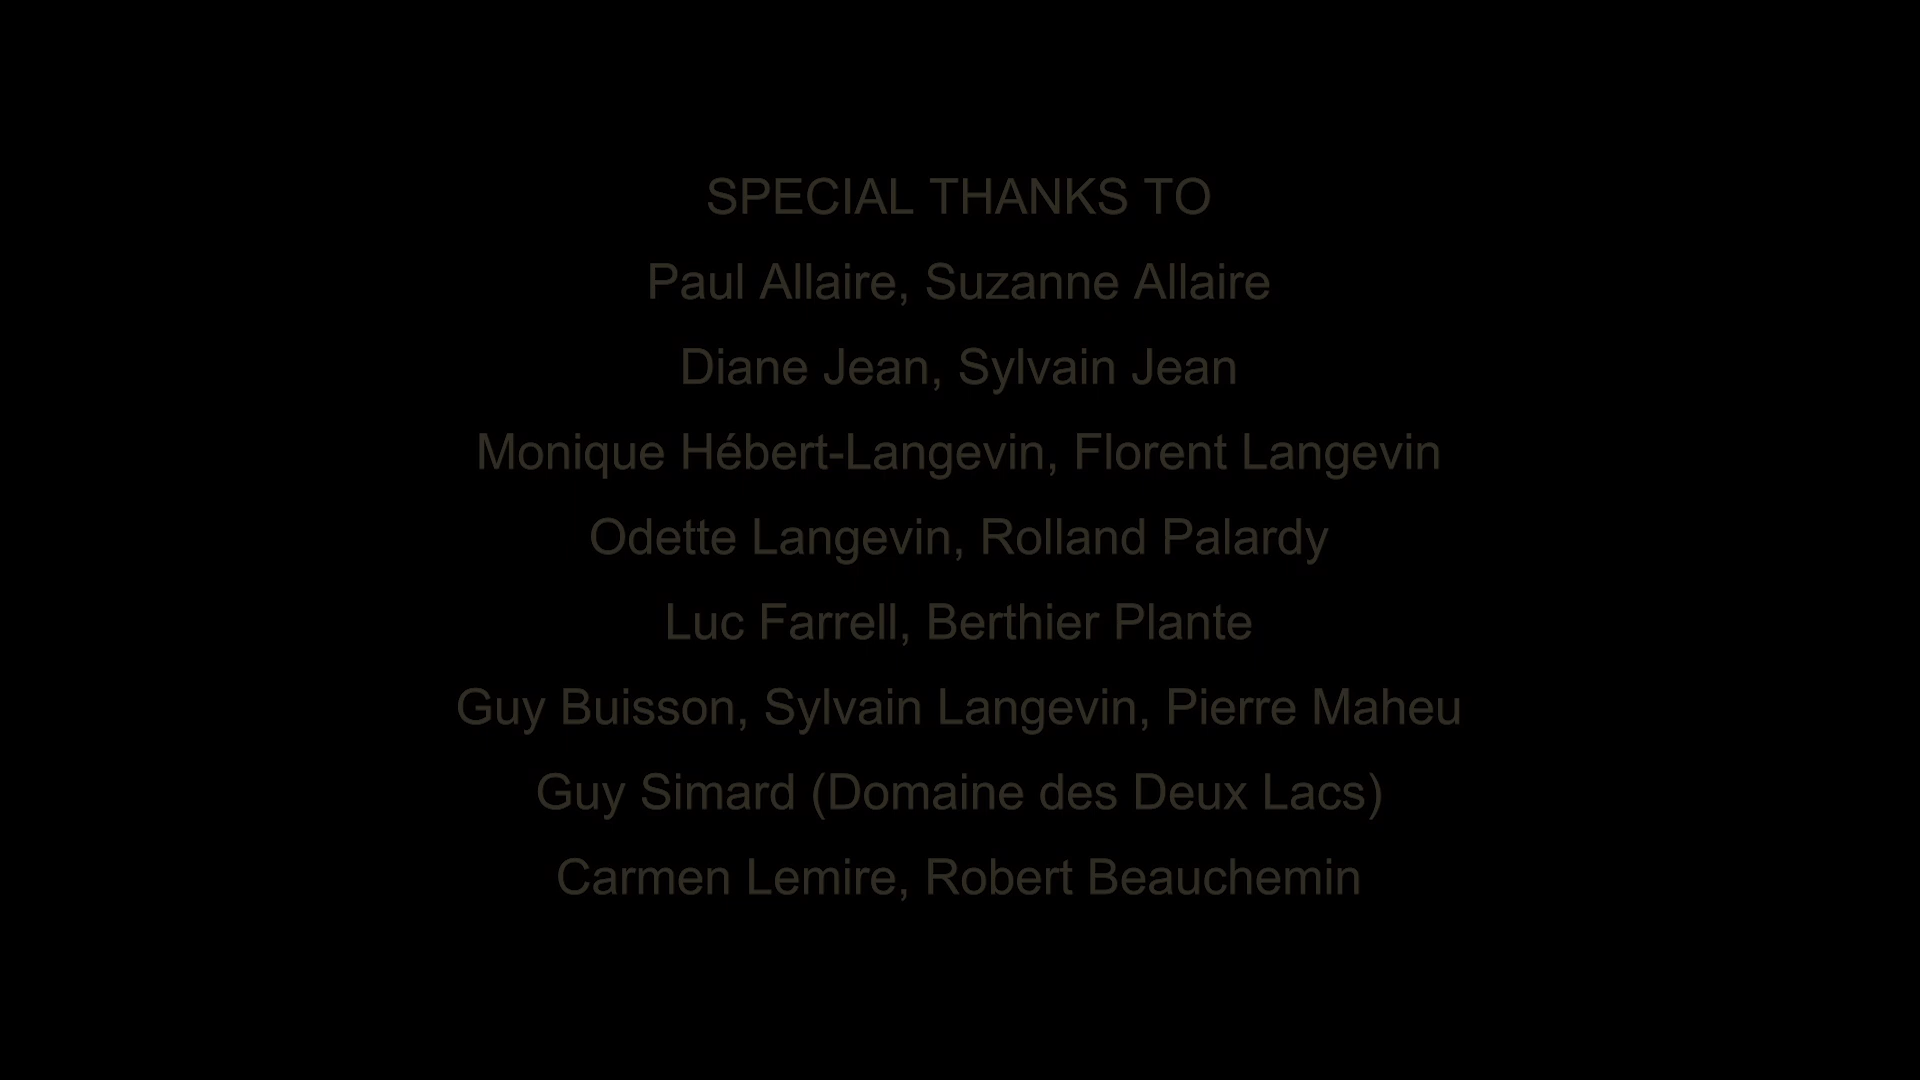 SPECIAL THANKS TO
Paul Allaire, Suzanne Allaire
Diane Jean, Sylvain Jean
Monique Hébert-Langevin, Florent Langevin
Odette Langevin, Rolland Palardy
Luc Farrell, Berthier Plante
Guy Buisson, Sylvain Langevin, Pierre Maheu
Guy Simard (Domaine des Deux Lacs)
Carmen Lemire, Robert Beauchemin